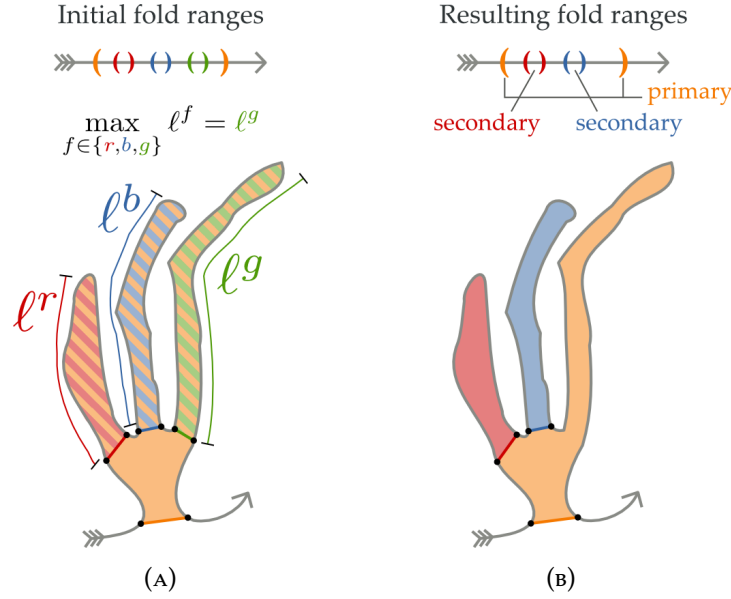 Initial fold ranges
Resulting fold ranges
( ( ) ( ) ( ) )
( ( ) ( ) )
primary
secondary
secondary
max ℓ^f = ℓ^g
f∈{r,b,g}
ℓ^b
ℓ^g
ℓ^r
(A)
(B)